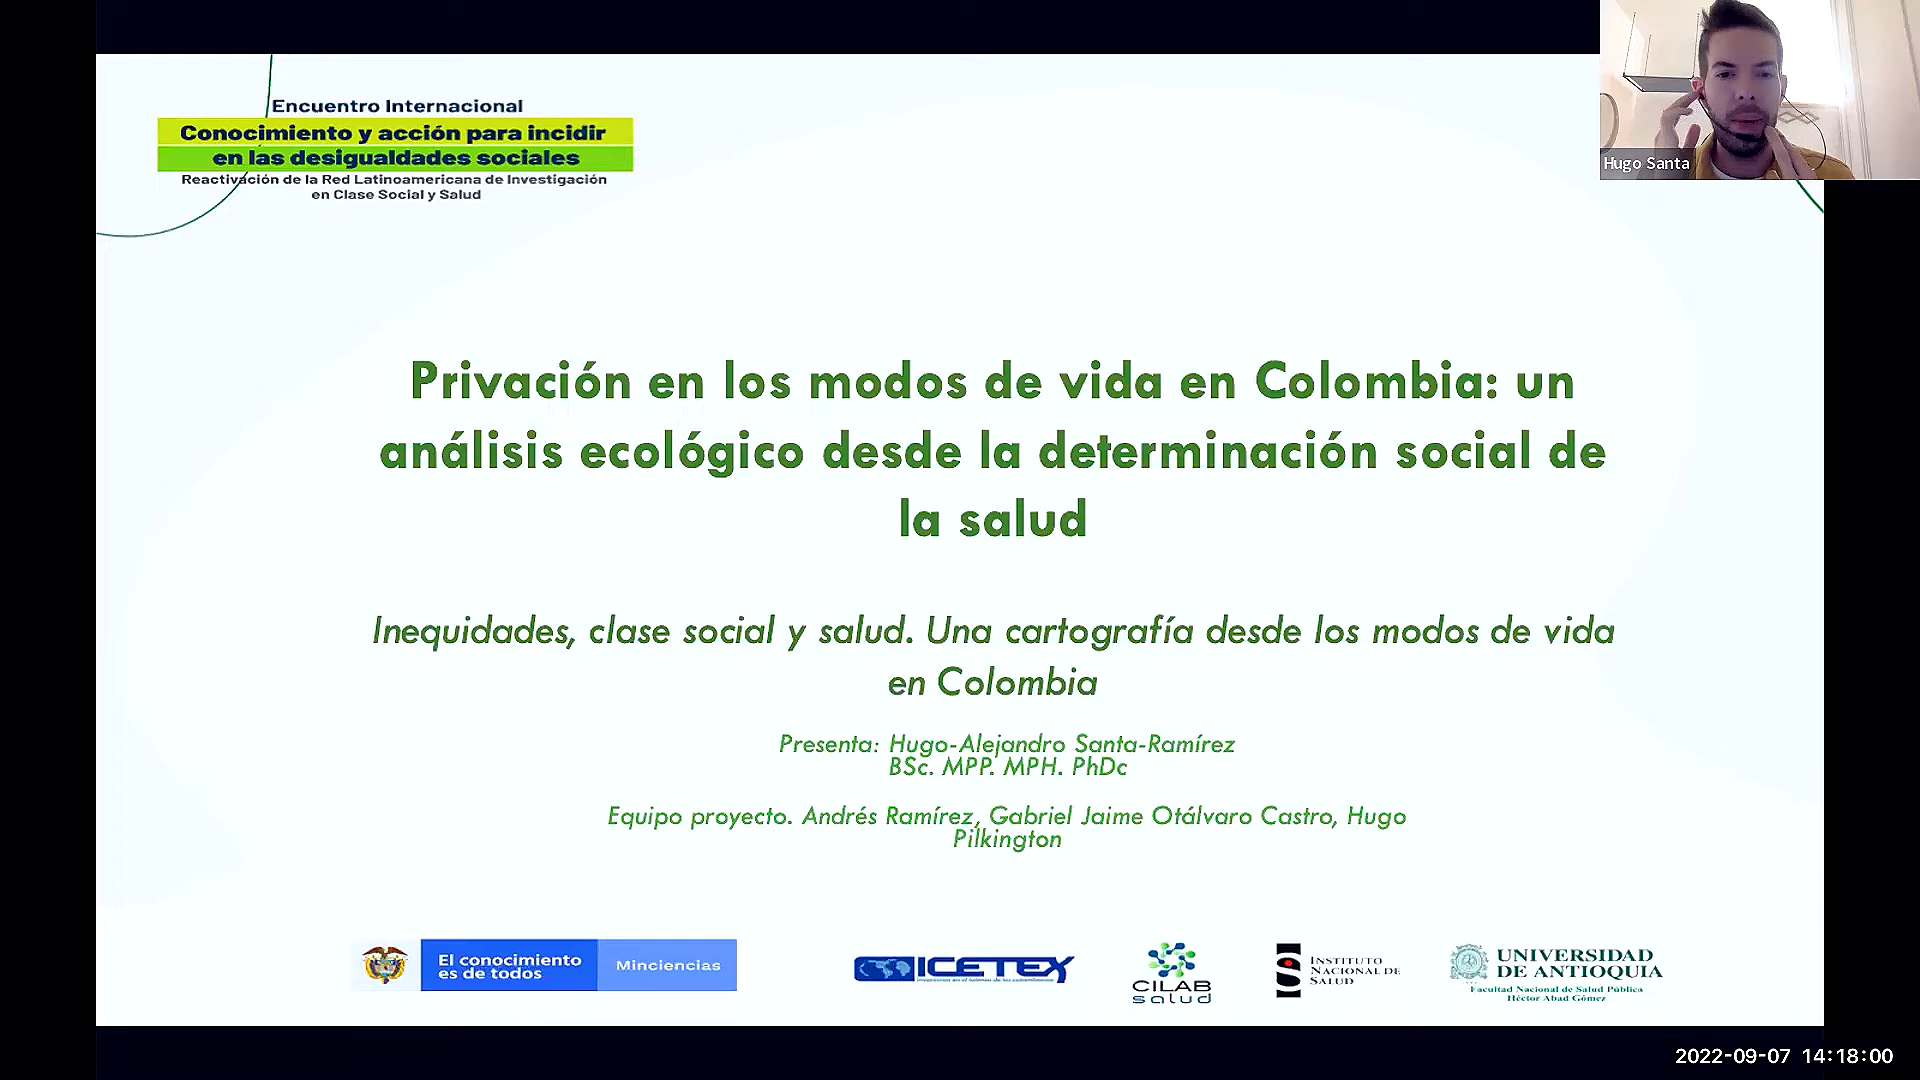 Encuentro Internacional
Conocimiento y acción para incidir
en las desigualdades sociales
Reactivación de la Red Latinoamericana de Investigación
en Clase Social y Salud
Hugo Santa
Privación en los modos de vida en Colombia: un
análisis ecológico desde la determinación social de
la salud
Inequidades, clase social y salud. Una cartografía desde los modos de vida
en Colombia
Presenta: Hugo-Alejandro Santa-Ramírez
BSc. MPP. MPH. PhDc
Equipo proyecto. Andrés Ramírez, Gabriel Jaime Otálvaro Castro, Hugo
Pilkington
El conocimiento
es de todos
Minciencias
ICETEX
CILAB
salud
INSTITUTO
NACIONAL DE
SALUD
UNIVERSIDAD
DE ANTIOQUIA
Facultad Nacional de Salud Pública
Héctor Abad Gómez
2022-09-07 14:18:00